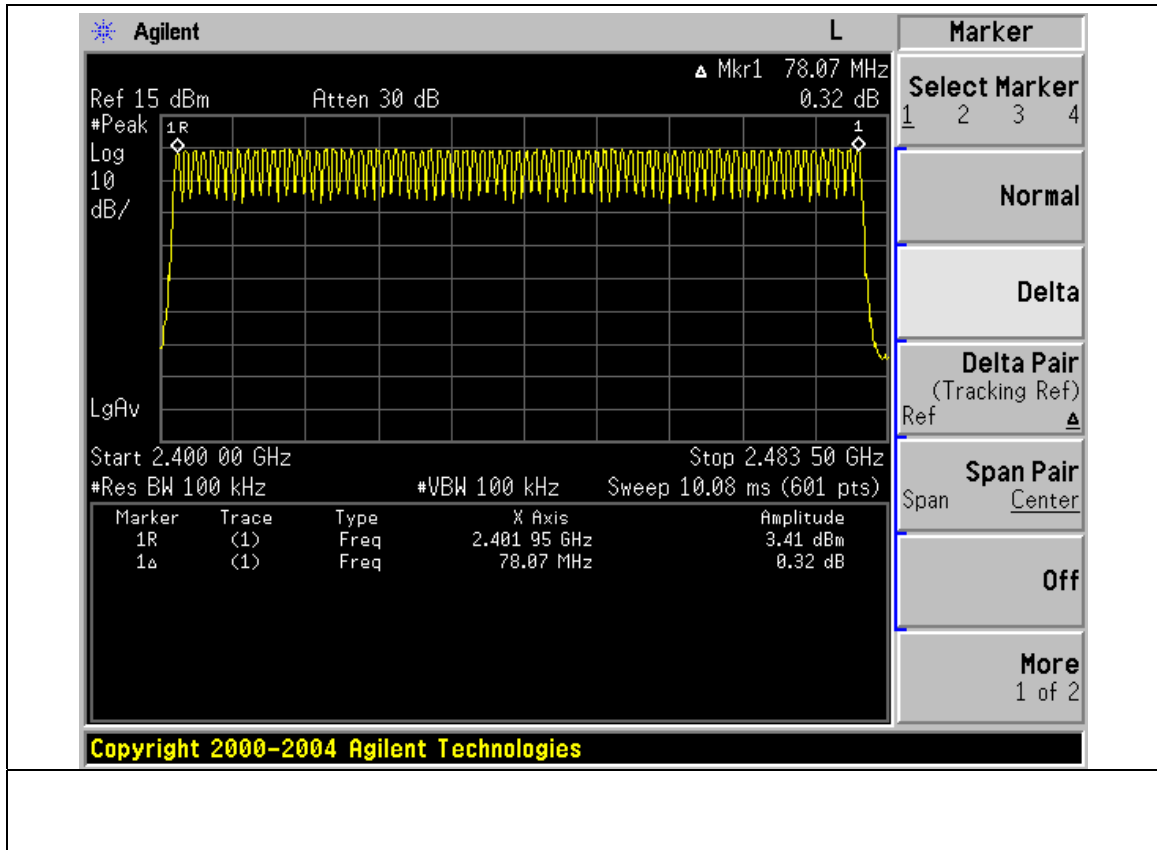 Agilent L Marker
Δ Mkr1 78.07 MHz
Ref 15 dBm Atten 30 dB 0.32 dB
#Peak
Log
10
dB/
1R 1
LgAv
Start 2.400 00 GHz Stop 2.483 50 GHz
#Res BW 100 kHz #VBW 100 kHz Sweep 10.08 ms (601 pts)
Marker Trace Type X Axis Amplitude
1R (1) Freq 2.401 95 GHz 3.41 dBm
1Δ (1) Freq 78.07 MHz 0.32 dB
Select Marker
1 2 3 4
Normal
Delta
Delta Pair
(Tracking Ref)
Ref Δ
Span Pair
Span Center
Off
More
1 of 2
Copyright 2000-2004 Agilent Technologies